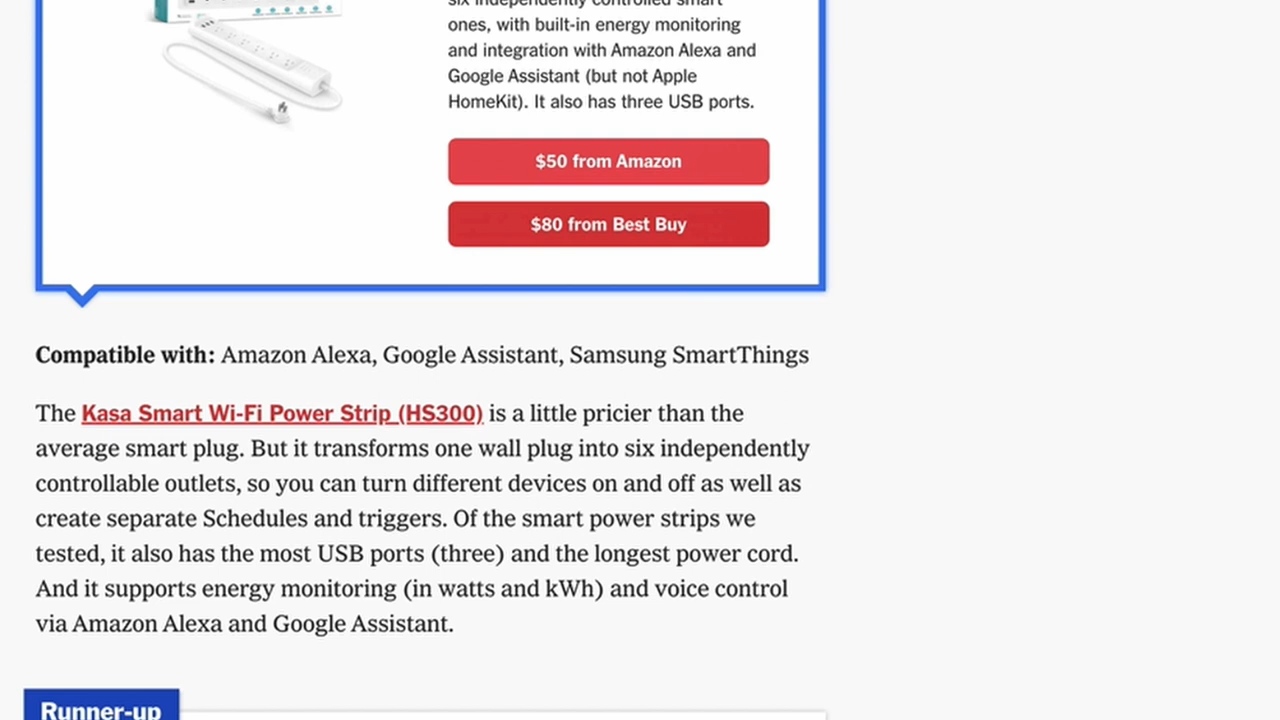 six independently controlled smart
ones, with built-in energy monitoring
and integration with Amazon Alexa and
Google Assistant (but not Apple
HomeKit). It also has three USB ports.
$50 from Amazon
$80 from Best Buy
Compatible with: Amazon Alexa, Google Assistant, Samsung SmartThings
The Kasa Smart Wi-Fi Power Strip (HS300) is a little pricier than the
average smart plug. But it transforms one wall plug into six independently
controllable outlets, so you can turn different devices on and off as well as
create separate Schedules and triggers. Of the smart power strips we
tested, it also has the most USB ports (three) and the longest power cord.
And it supports energy monitoring (in watts and kWh) and voice control
via Amazon Alexa and Google Assistant.
Runner-up